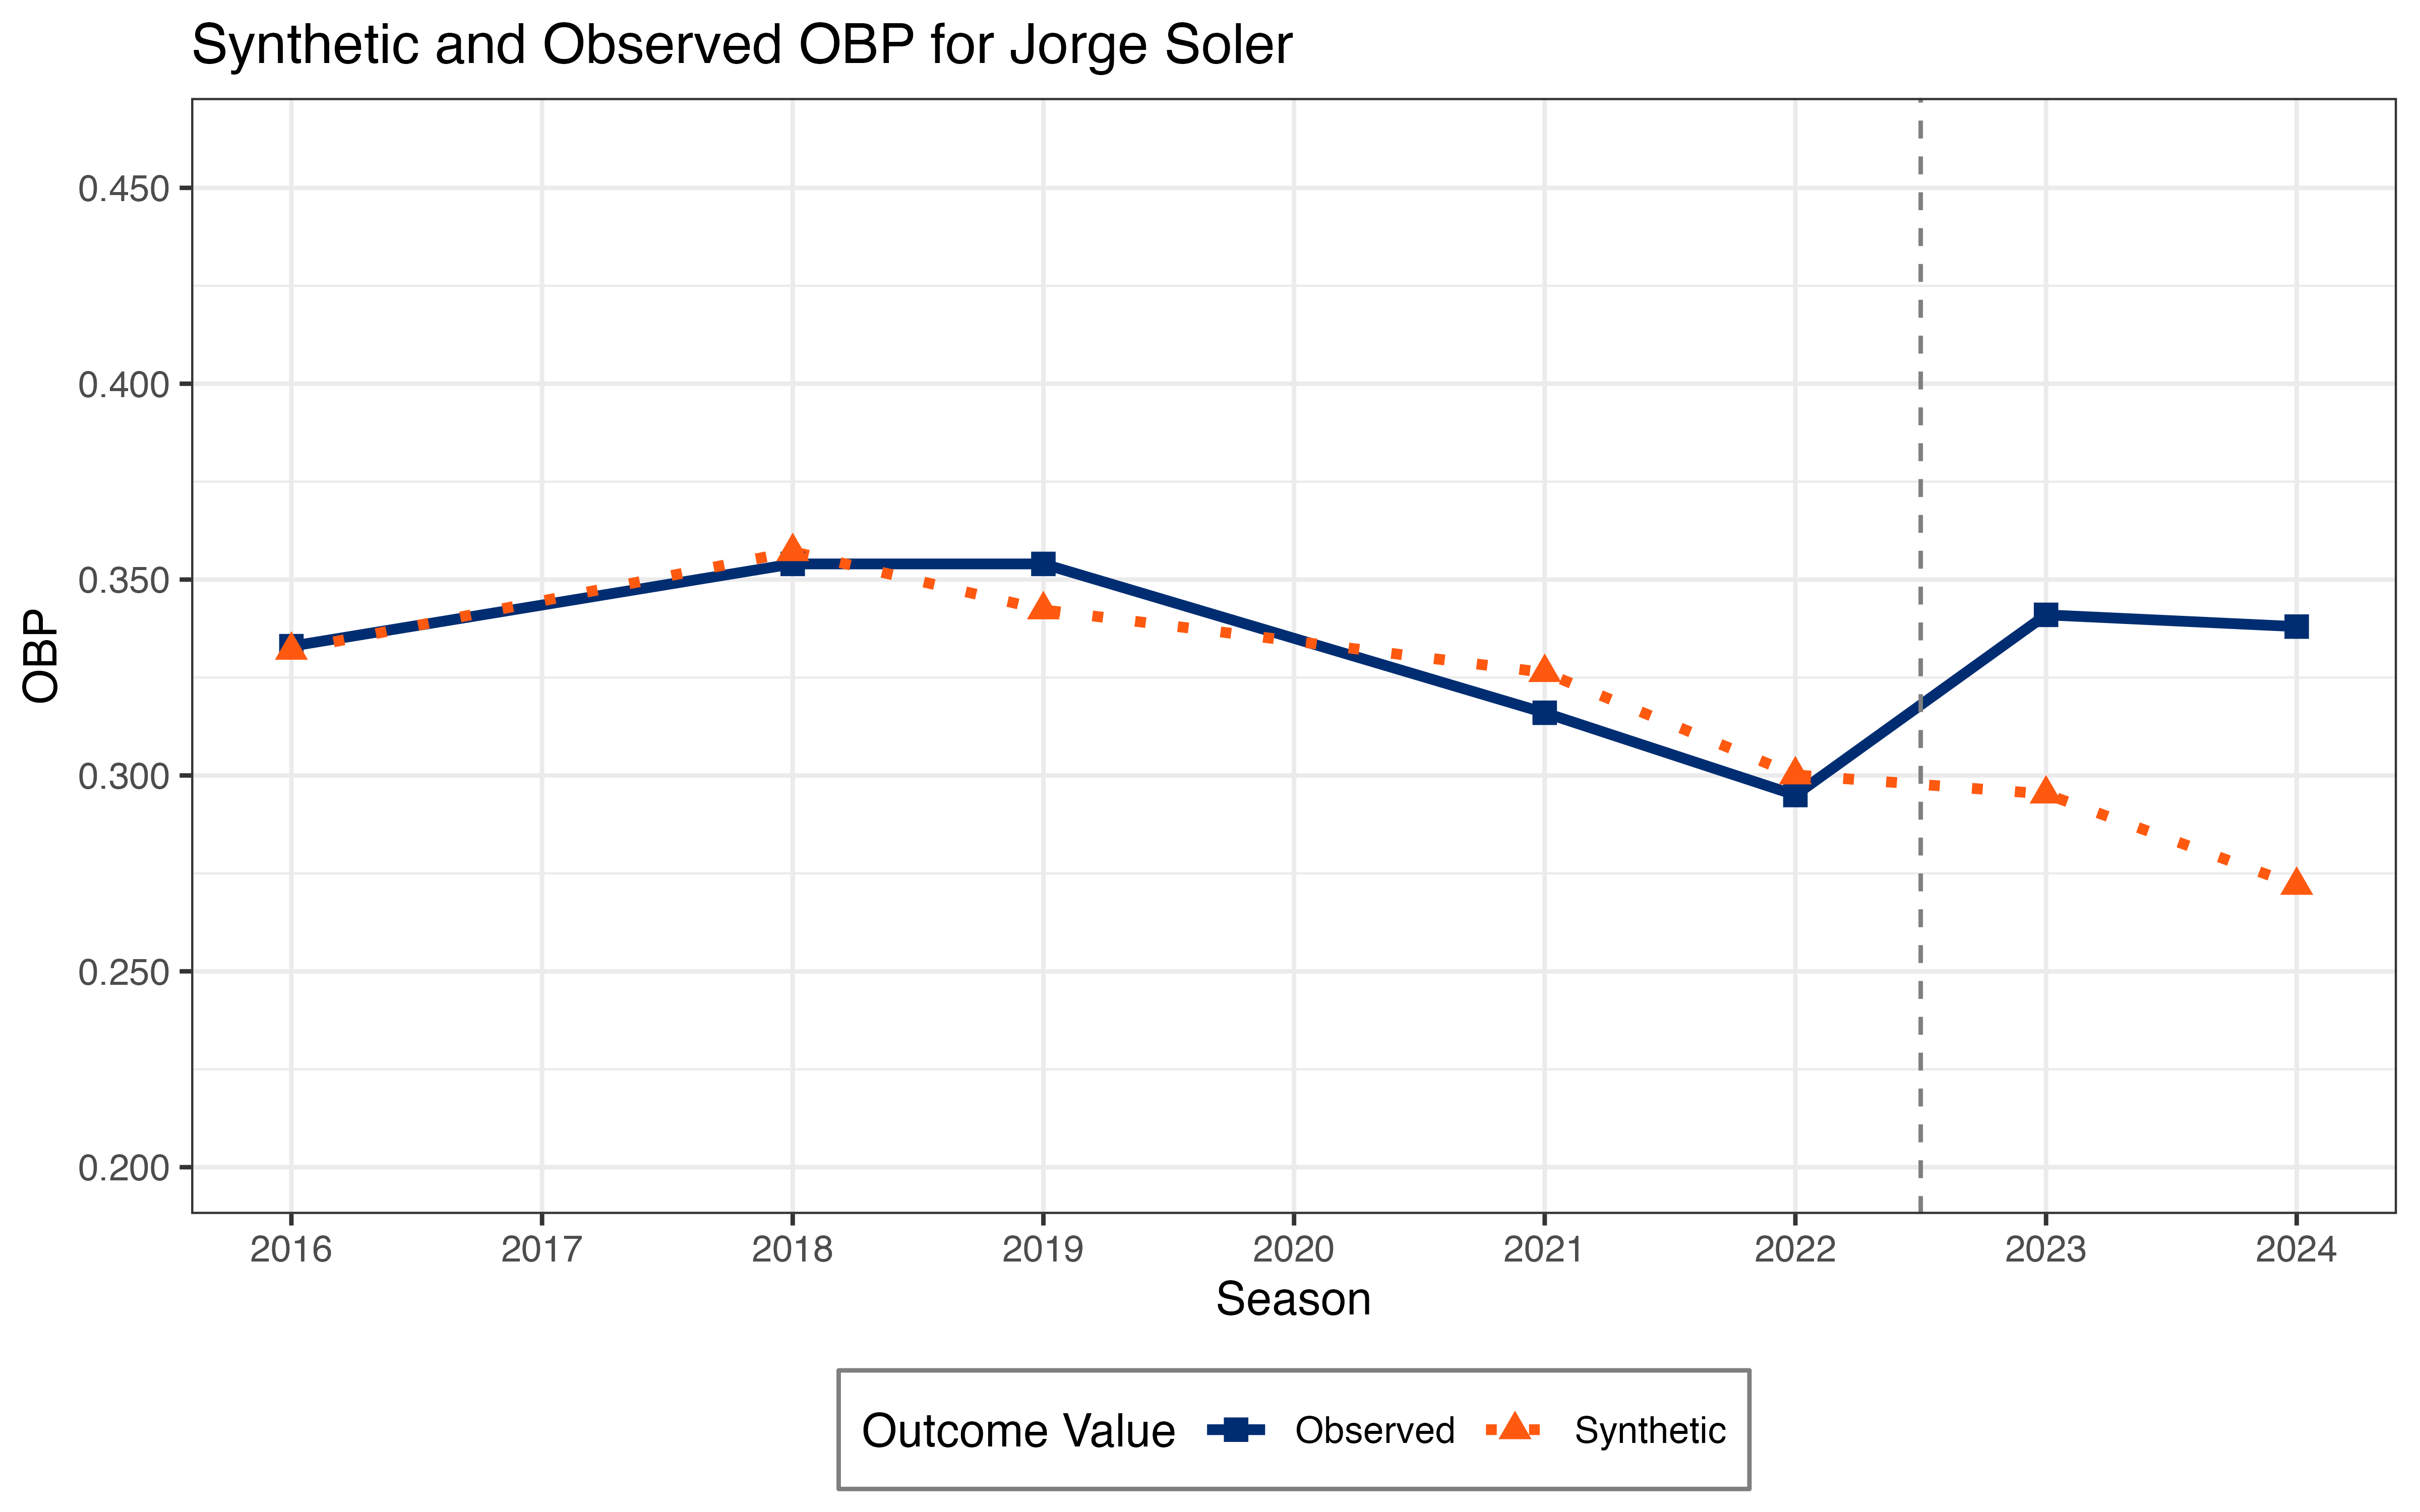 Synthetic and Observed OBP for Jorge Soler
OBP
0.450
0.400
0.350
0.300
0.250
0.200
2016 2017 2018 2019 2020 2021 2022 2023 2024
Season
Outcome Value Observed Synthetic